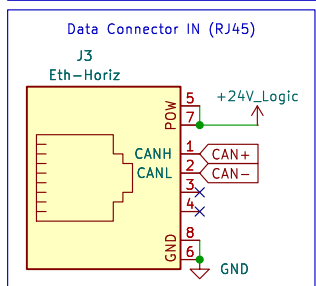 Data Connector IN (RJ45)
J3
Eth-Horiz
POW
5
7
+24V_Logic
CANH 1 CAN+
CANL 2 CAN-
3
4
GND
8
6
GND